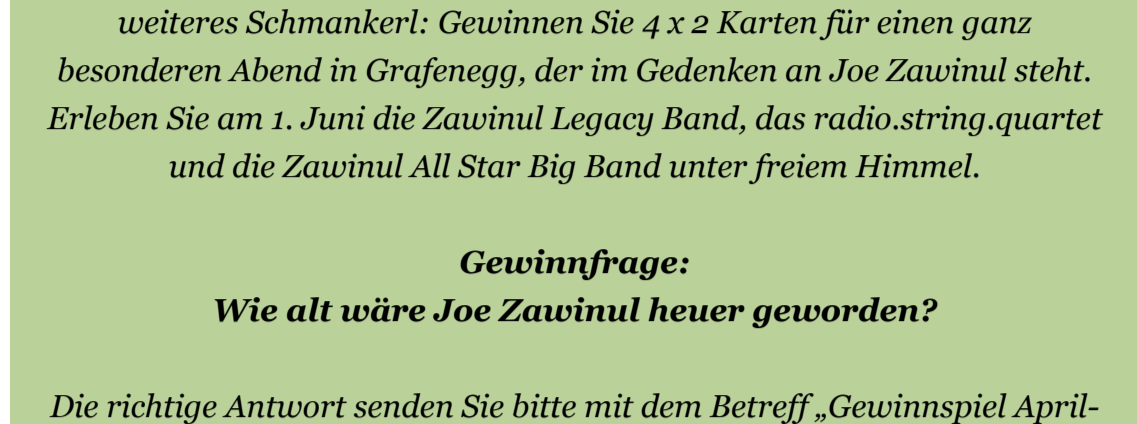 weiteres Schmankerl: Gewinnen Sie 4 x 2 Karten für einen ganz
besonderen Abend in Grafenegg, der im Gedenken an Joe Zawinul steht.
Erleben Sie am 1. Juni die Zawinul Legacy Band, das radio.string.quartet
und die Zawinul All Star Big Band unter freiem Himmel.
Gewinnfrage:
Wie alt wäre Joe Zawinul heuer geworden?
Die richtige Antwort senden Sie bitte mit dem Betreff „Gewinnspiel April-